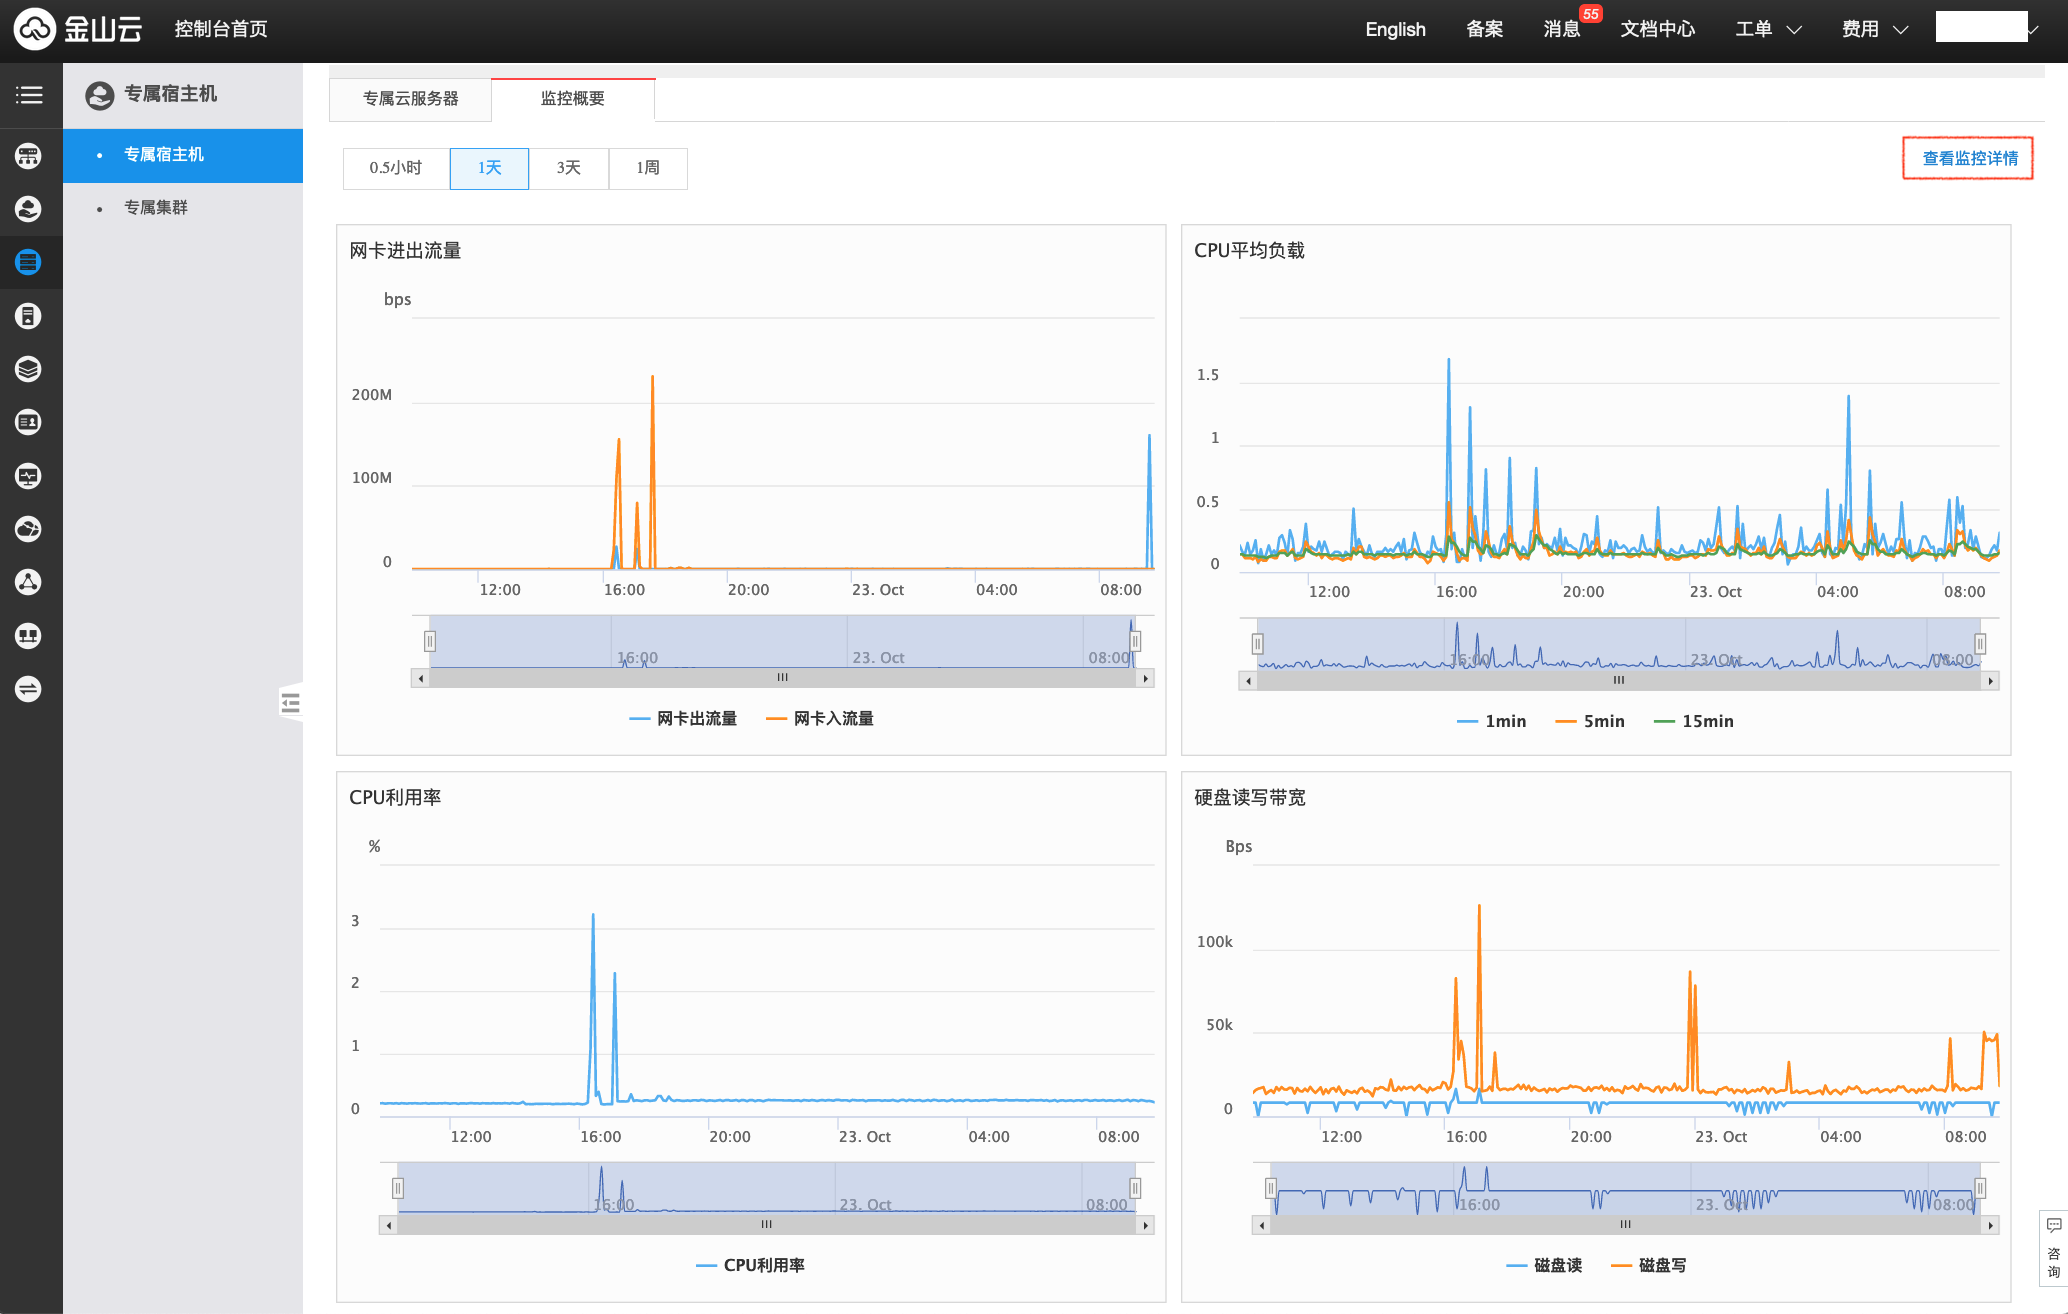 金山云
控制台首页
English
备案
消息
55
文档中心
工单
费用
专属宿主机
专属宿主机
专属集群
专属云服务器
监控概要
0.5小时
1天
3天
1周
查看监控详情
网卡进出流量
bps
200M
100M
0
12:00
16:00
20:00
23. Oct
04:00
08:00
16:00
23. Oct
08:00
网卡出流量
网卡入流量
CPU平均负载
1.5
1
0.5
0
12:00
16:00
20:00
23. Oct
04:00
08:00
16:00
23. Oct
08:00
1min
5min
15min
CPU利用率
%
3
2
1
0
12:00
16:00
20:00
23. Oct
04:00
08:00
16:00
23. Oct
08:00
CPU利用率
硬盘读写带宽
Bps
100k
50k
0
12:00
16:00
20:00
23. Oct
04:00
08:00
16:00
23. Oct
08:00
磁盘读
磁盘写
咨
询